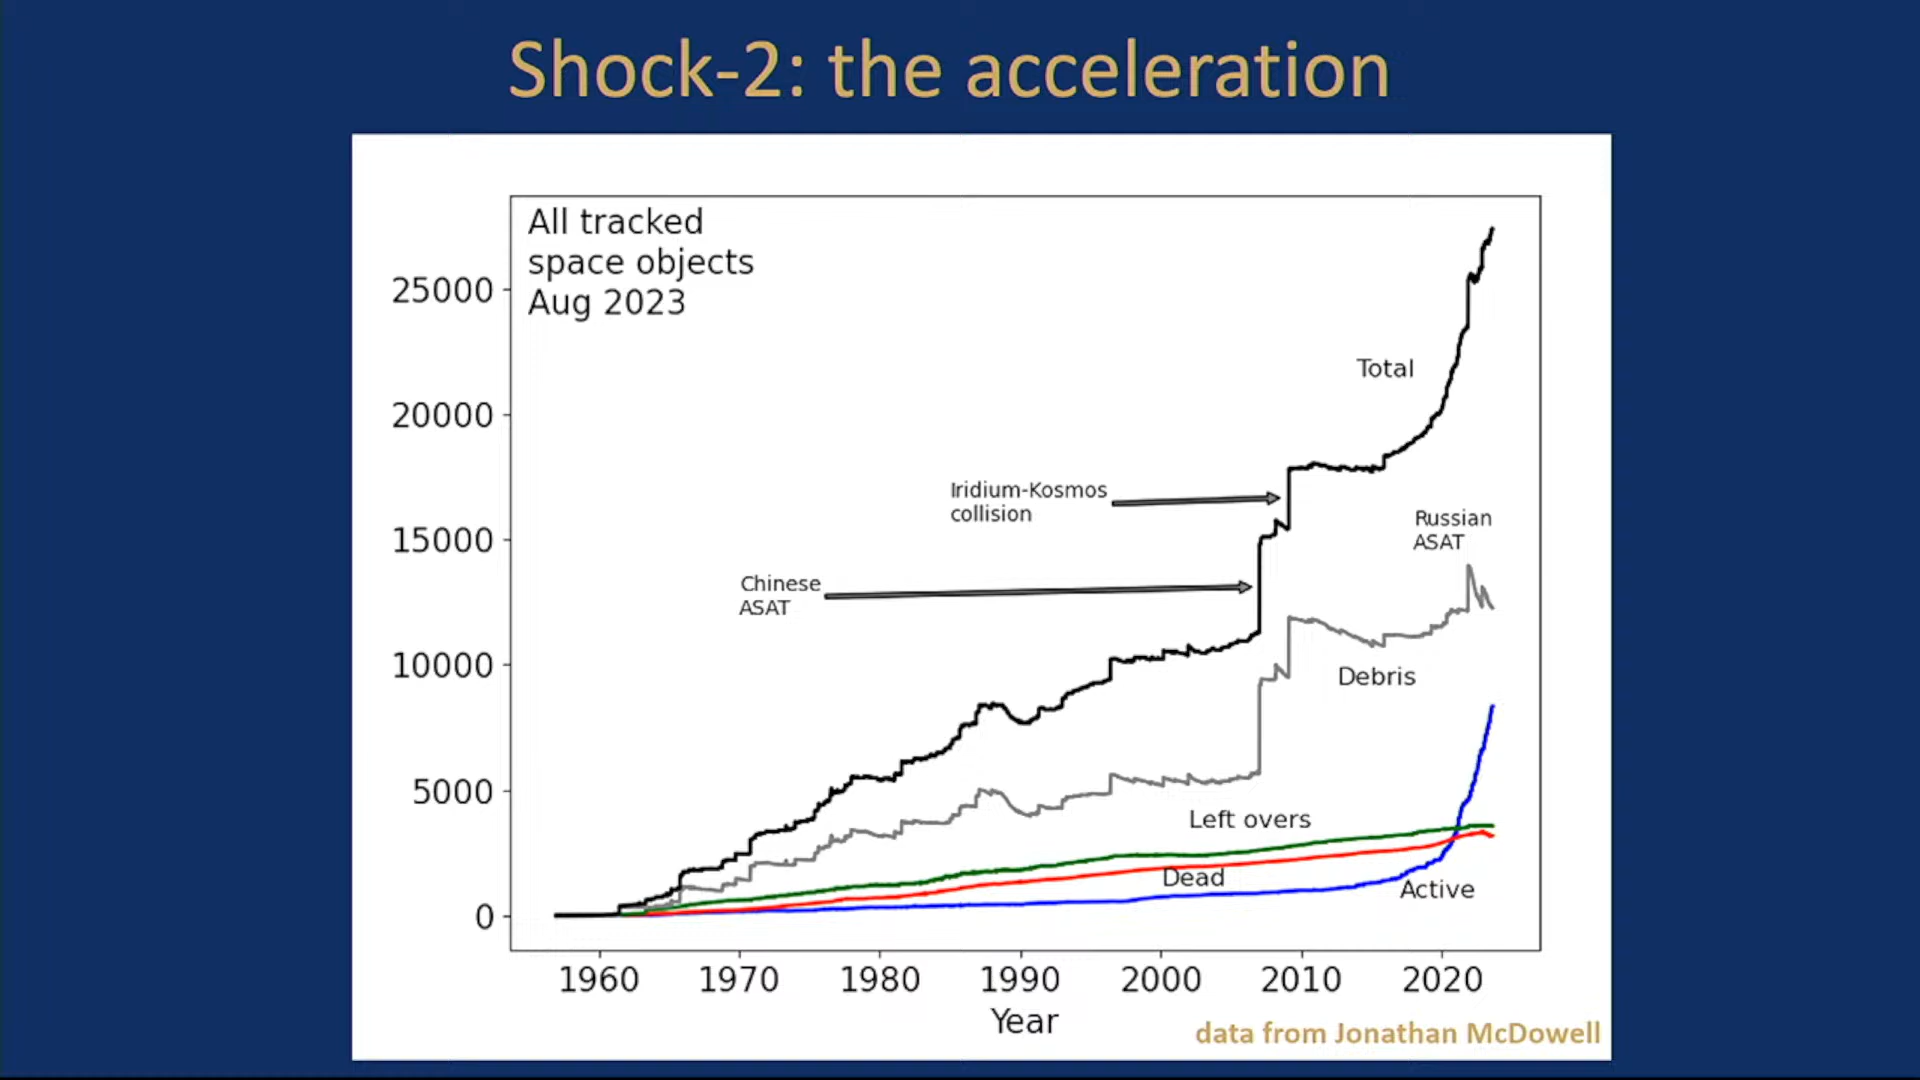 Shock-2: the acceleration
All tracked
space objects
Aug 2023
25000
20000
15000
10000
5000
0
Total
Iridium-Kosmos
collision
Russian
ASAT
Chinese
ASAT
Debris
Left overs
Dead
Active
1960 1970 1980 1990 2000 2010 2020
Year
data from Jonathan McDowell